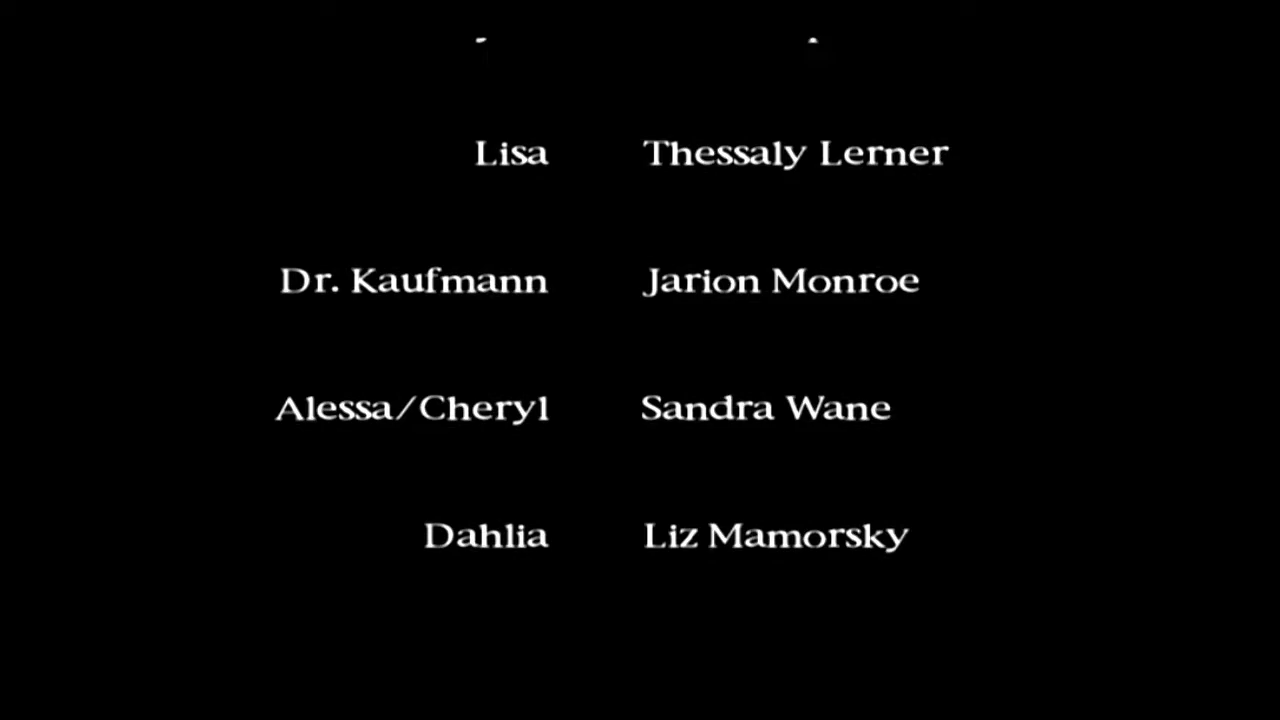 Lisa Thessaly Lerner
Dr. Kaufmann Jarion Monroe
Alessa/Cheryl Sandra Wane
Dahlia Liz Mamorsky